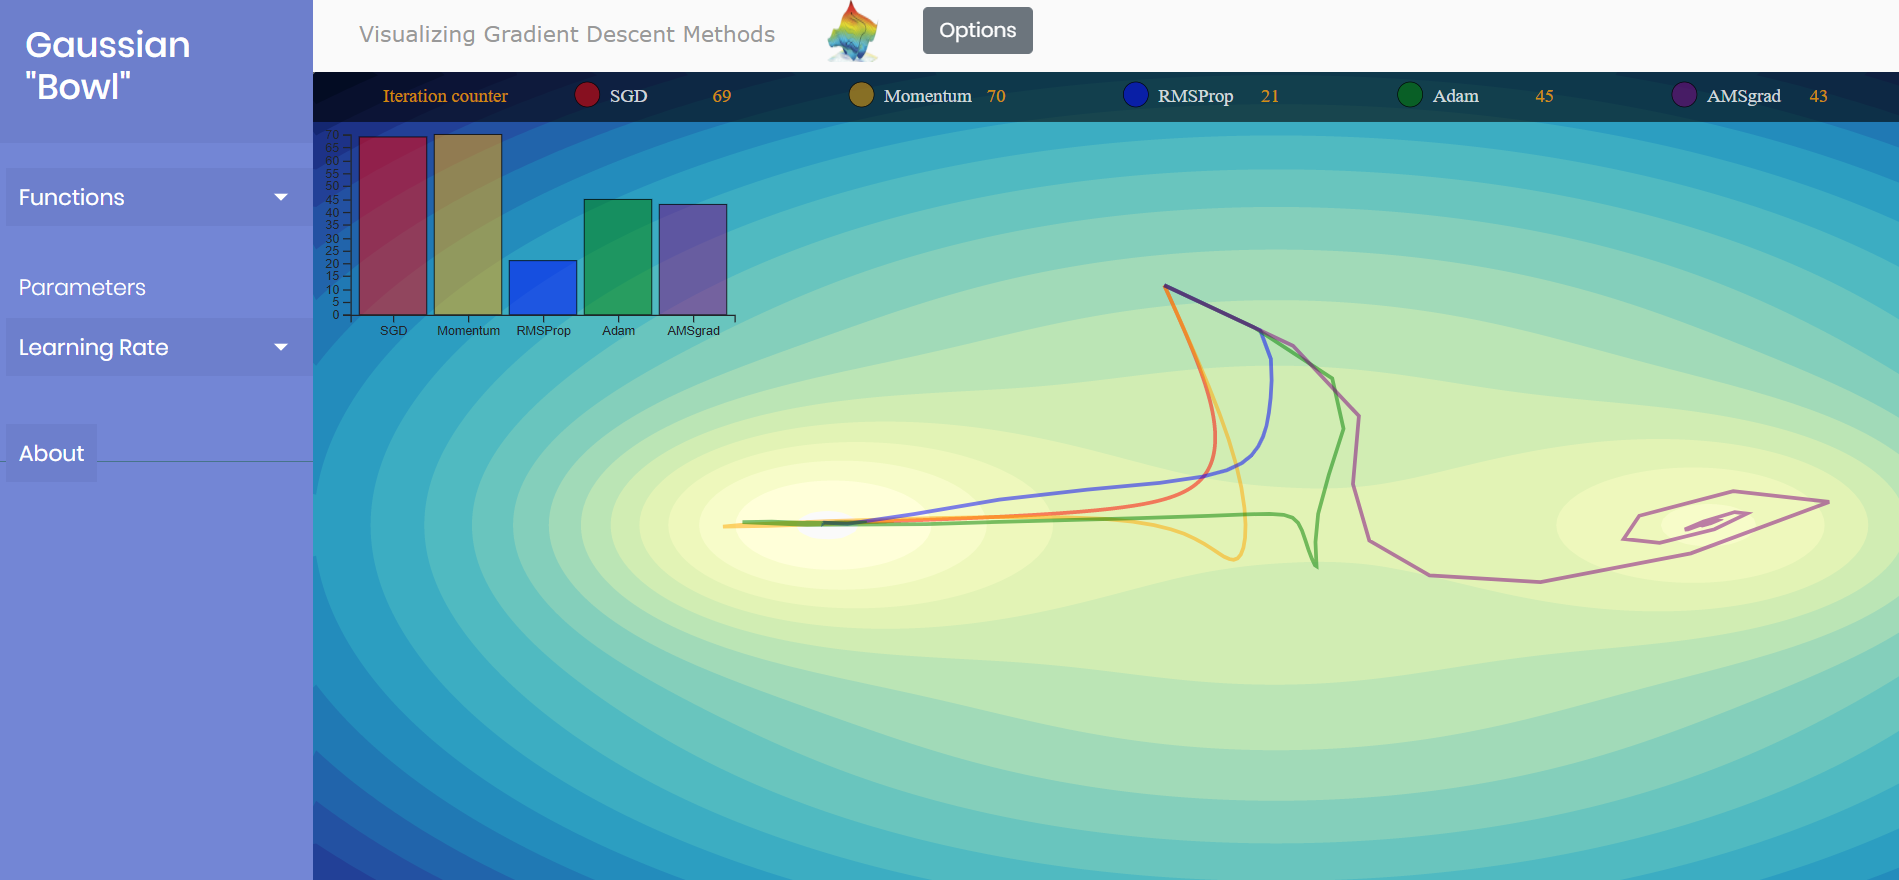 Gaussian
"Bowl"
Functions
Parameters
Learning Rate
About
Visualizing Gradient Descent Methods
Options
Iteration counter SGD 69 Momentum 70 RMSProp 21 Adam 45 AMSgrad 43
70
65
60
55
50
45
40
35
30
25
20
15
10
5
0
SGD Momentum RMSProp Adam AMSgrad